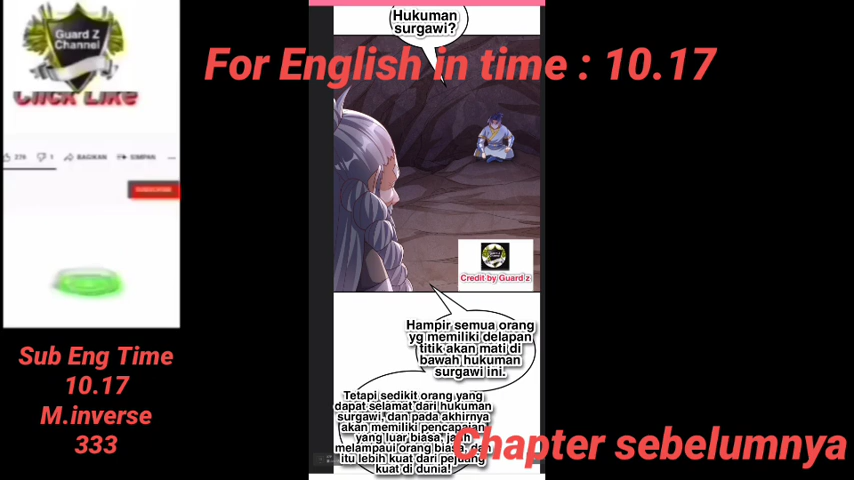 Guard Z
Channel
Click Like
276
1
BAGIKAN
SIMPAN
Hukuman
surgawi?
For English in time : 10.17
Credit by Guard z
Hampir semua orang
yg memiliki delapan
titik akan mati di
bawah hukuman
surgawi ini.
Tetapi sedikit orang yang
dapat selamat dari hukuman
surgawi, dan pada akhirnya
akan memiliki pencapaian
yang luar biasa,
melampaui orang biasa,
itu lebih kuat dari
kuat di dunia!
Sub Eng Time
10.17
M.inverse
333
Chapter sebelumnya